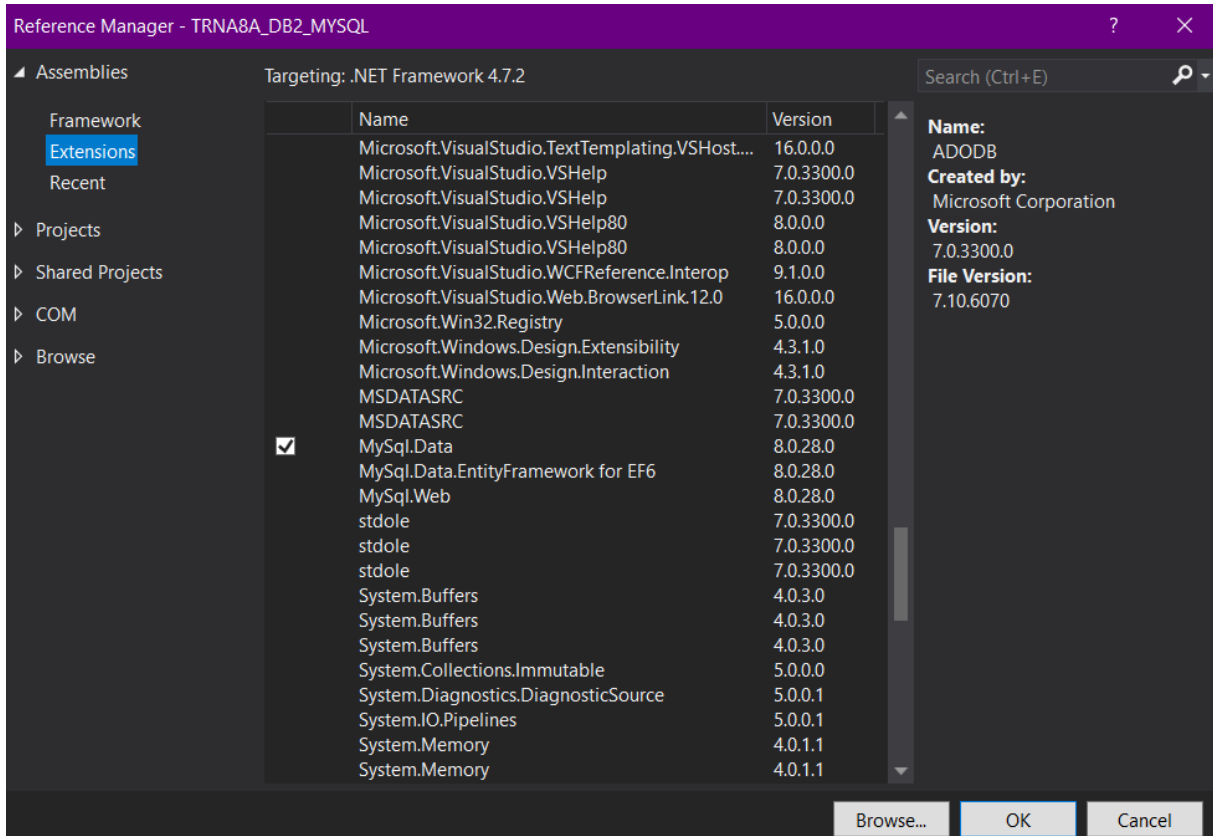 Reference Manager - TRNA8A_DB2_MYSQL ? ×
Assemblies
Framework
Extensions
Recent
Projects
Shared Projects
COM
Browse
Targeting: .NET Framework 4.7.2
Search (Ctrl+E)
Name Version
Microsoft.VisualStudio.TextTemplating.VSHost.... 16.0.0.0
Microsoft.VisualStudio.VSHelp 7.0.3300.0
Microsoft.VisualStudio.VSHelp 7.0.3300.0
Microsoft.VisualStudio.VSHelp80 8.0.0.0
Microsoft.VisualStudio.VSHelp80 8.0.0.0
Microsoft.VisualStudio.WCFReference.Interop 9.1.0.0
Microsoft.VisualStudio.Web.BrowserLink.12.0 16.0.0.0
Microsoft.Win32.Registry 5.0.0.0
Microsoft.Windows.Design.Extensibility 4.3.1.0
Microsoft.Windows.Design.Interaction 4.3.1.0
MSDATASRC 7.0.3300.0
MSDATASRC 7.0.3300.0
MySql.Data 8.0.28.0
MySql.Data.EntityFramework for EF6 8.0.28.0
MySql.Web 8.0.28.0
stdole 7.0.3300.0
stdole 7.0.3300.0
stdole 7.0.3300.0
System.Buffers 4.0.3.0
System.Buffers 4.0.3.0
System.Buffers 4.0.3.0
System.Collections.Immutable 5.0.0.0
System.Diagnostics.DiagnosticSource 5.0.0.1
System.IO.Pipelines 5.0.0.1
System.Memory 4.0.1.1
System.Memory 4.0.1.1
Name:
ADODB
Created by:
Microsoft Corporation
Version:
7.0.3300.0
File Version:
7.10.6070
Browse... OK Cancel